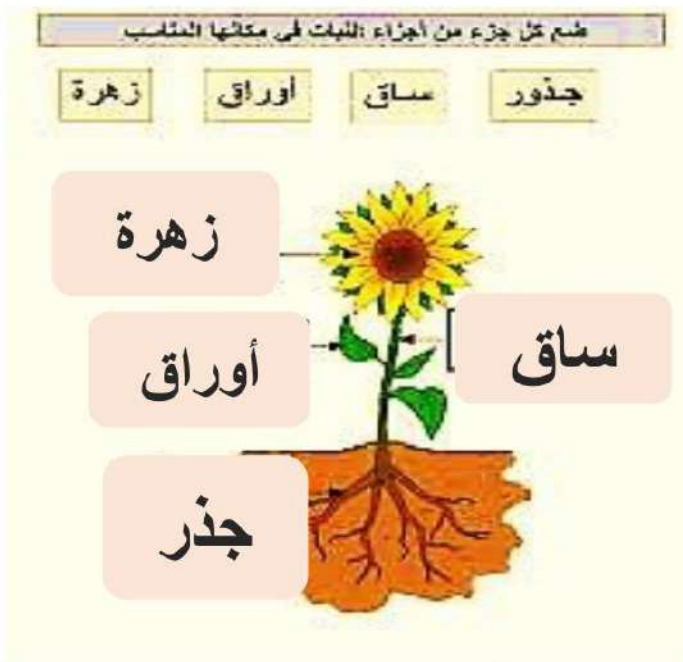 ضع كل جزء من أجزاء النبات في مكانها المناسب
جذور ساق أوراق زهرة
زهرة
ساق
أوراق
جذر